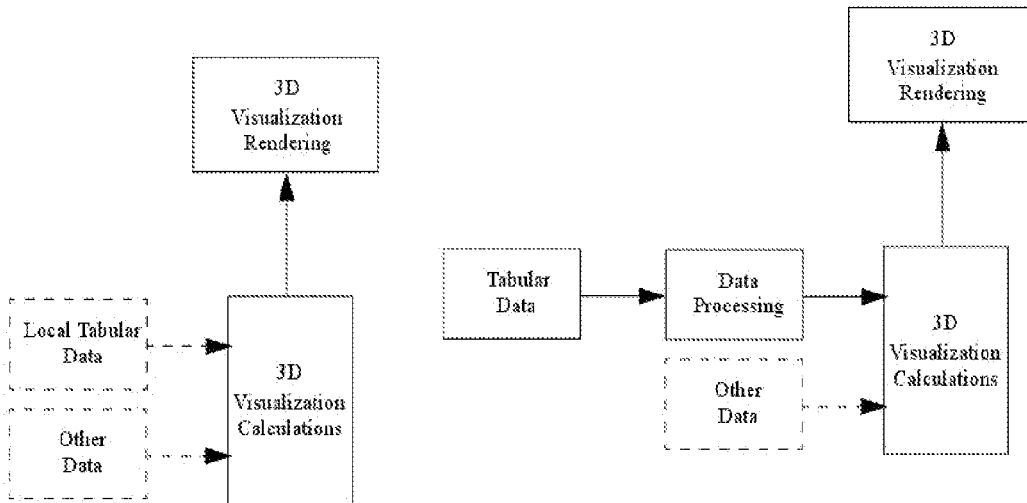 3D
Visualization
Rendering
Local Tabular
Data
Other
Data
3D
Visualization
Calculations
3D
Visualization
Rendering
Tabular
Data
Data
Processing
Other
Data
3D
Visualization
Calculations